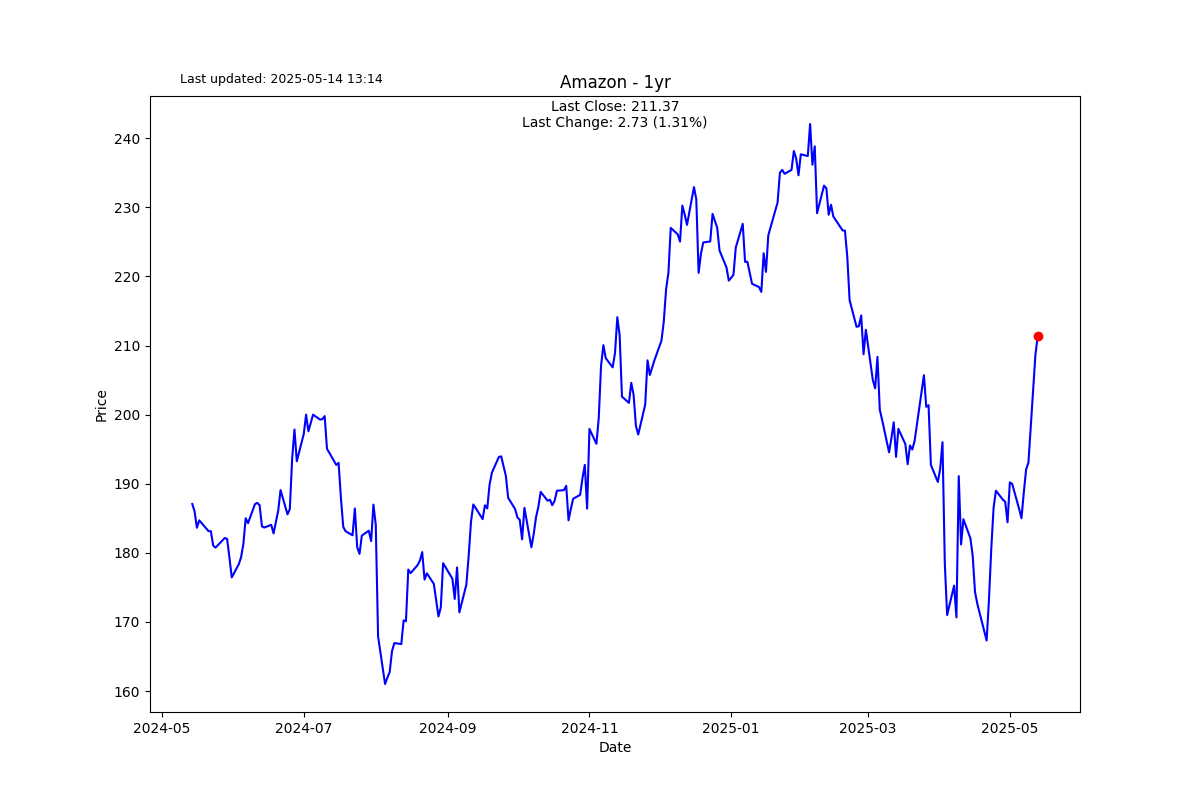 Last updated: 2025-05-14 13:14
Amazon - 1yr
Last Close: 211.37
Last Change: 2.73 (1.31%)
Price
240
230
220
210
200
190
180
170
160
2024-05 2024-07 2024-09 2024-11 2025-01 2025-03 2025-05
Date